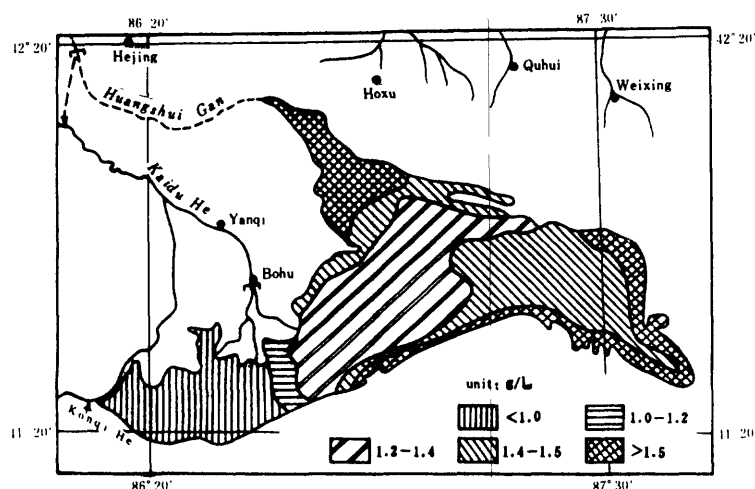 86°20'
87°30'
42°20'
42°20'
Hejing
Quhui
Hoxu
Weixing
Huangshui Gan
Kaidu He
Yanqi
Bohu
unit: g/L
<1.0
1.0-1.2
Konqi He
41°20'
41°20'
1.2-1.4
1.4-1.5
>1.5
86°20'
87°30'